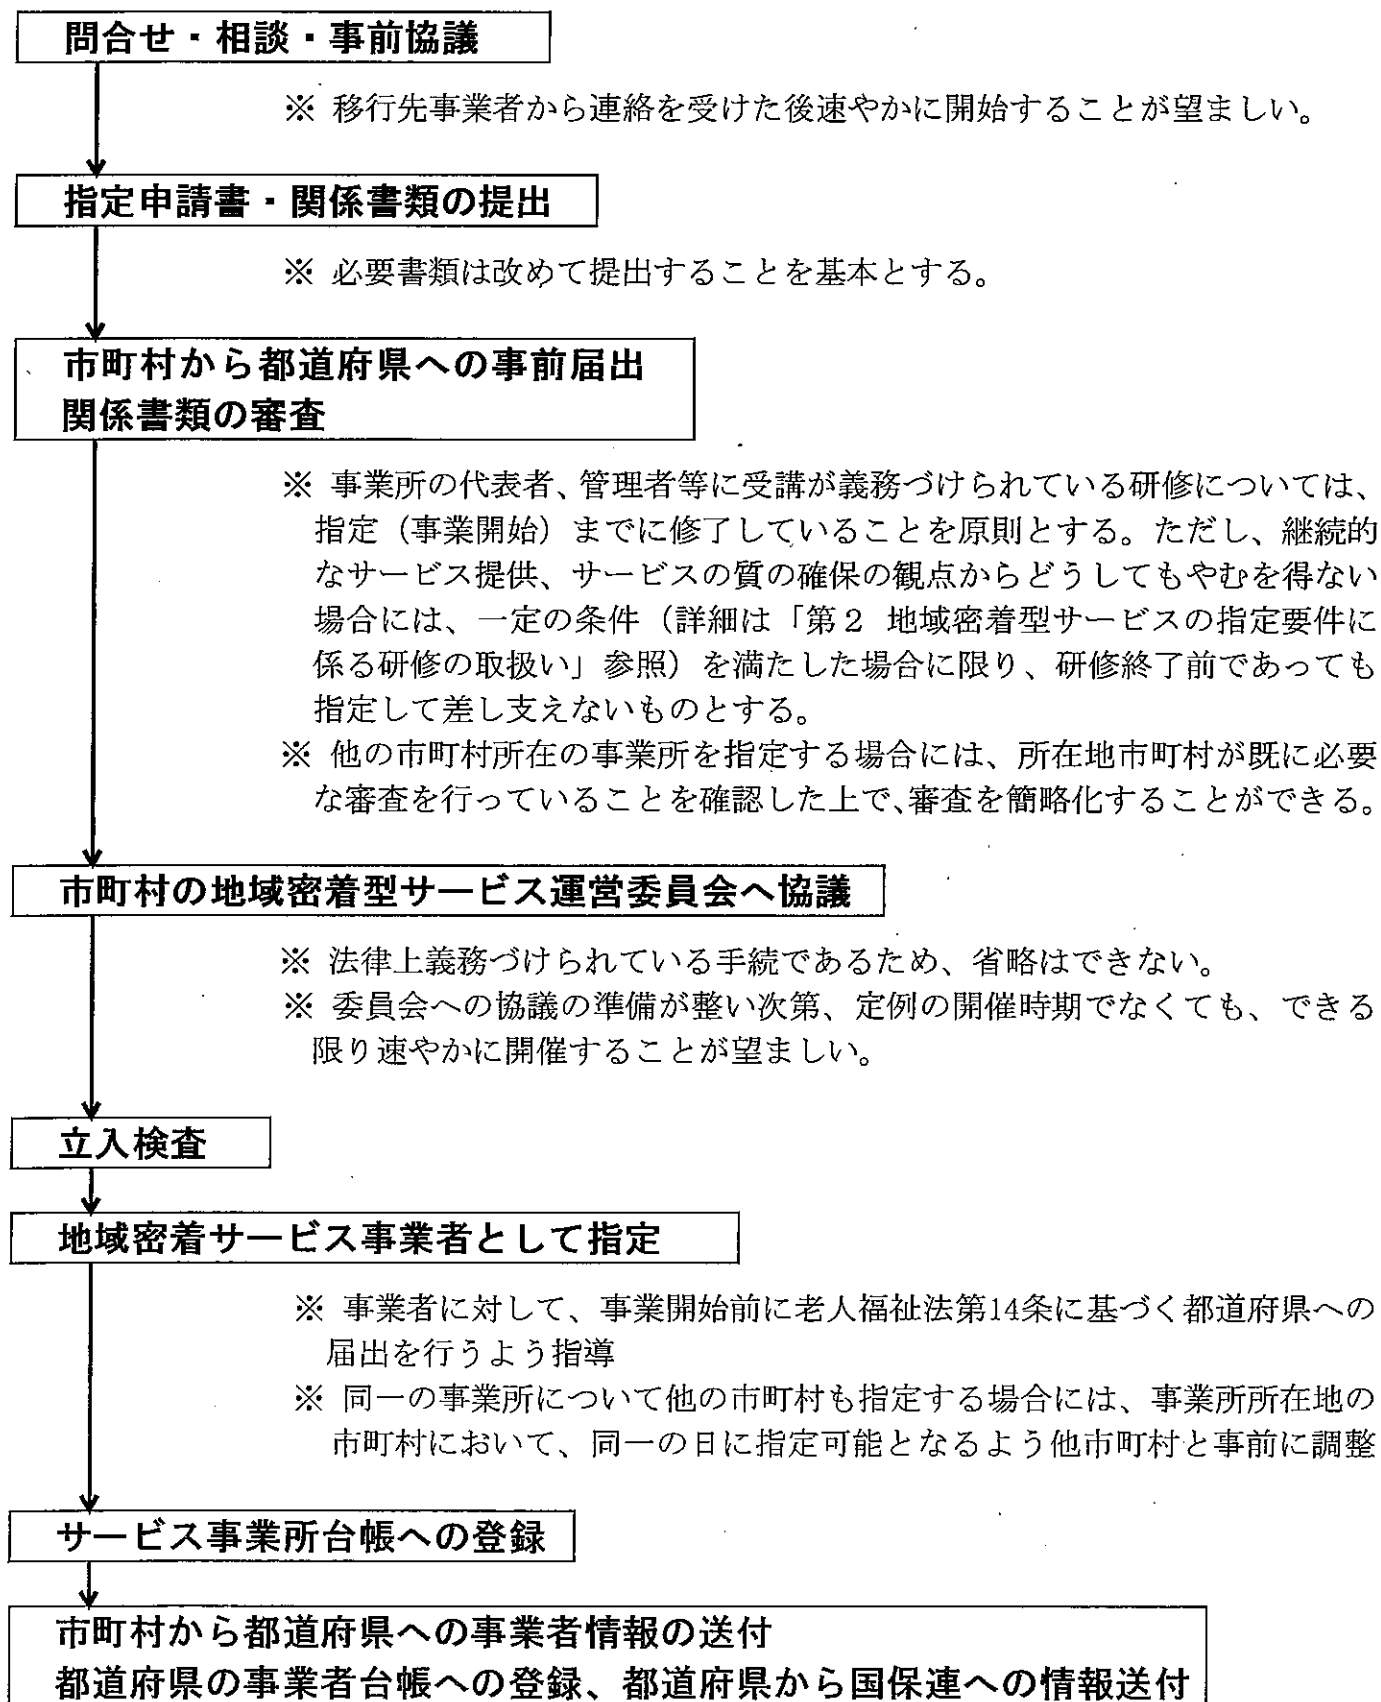 問合せ・相談・事前協議
※ 移行先事業者から連絡を受けた後速やかに開始することが望ましい。
指定申請書・関係書類の提出
※ 必要書類は改めて提出することを基本とする。
市町村から都道府県への事前届出
関係書類の審査
※ 事業所の代表者、管理者等に受講が義務づけられている研修については、
指定（事業開始）までに修了していることを原則とする。ただし、継続的
なサービス提供、サービスの質の確保の観点からどうしてもやむを得ない
場合には、一定の条件（詳細は「第２ 地域密着型サービスの指定要件に
係る研修の取扱い」参照）を満たした場合に限り、研修終了前であっても
指定して差し支えないものとする。
※ 他の市町村所在の事業所を指定する場合には、所在地市町村が既に必要
な審査を行っていることを確認した上で、審査を簡略化することができる。
市町村の地域密着型サービス運営委員会へ協議
※ 法律上義務づけられている手続であるため、省略はできない。
※ 委員会への協議の準備が整い次第、定例の開催時期でなくても、できる
限り速やかに開催することが望ましい。
立入検査
地域密着サービス事業者として指定
※ 事業者に対して、事業開始前に老人福祉法第14条に基づく都道府県への
届出を行うよう指導
※ 同一の事業所について他の市町村も指定する場合には、事業所所在地の
市町村において、同一の日に指定可能となるよう他市町村と事前に調整
サービス事業所台帳への登録
市町村から都道府県への事業者情報の送付
都道府県の事業者台帳への登録、都道府県から国保連への情報送付